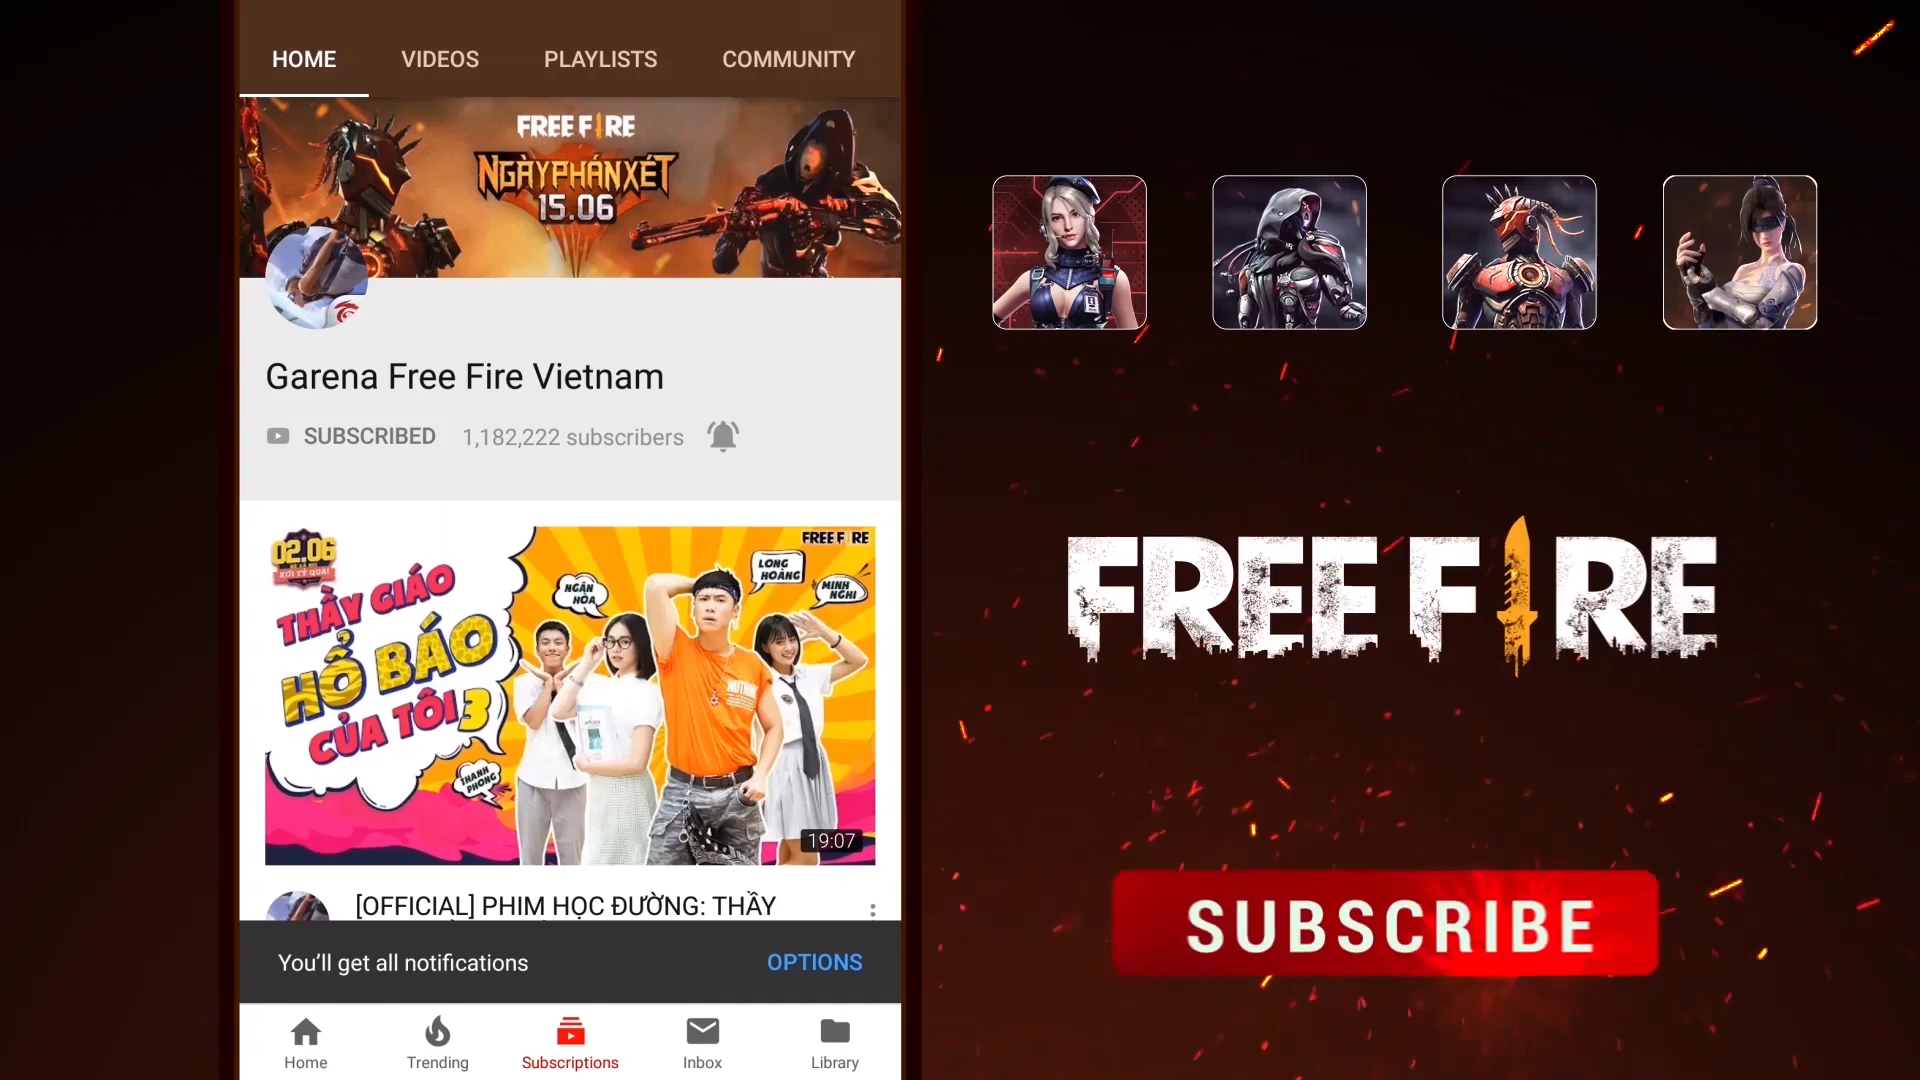 HOME VIDEOS PLAYLISTS COMMUNITY
FREE FIRE
NGÀY PHÁN XÉT
15.06
Garena Free Fire Vietnam
SUBSCRIBED 1,182,222 subscribers
02.06
FREE FIRE
THẦY GIÁO
HỔ BÁO
CỦA TÔI 3
NGÂN
HÒA
LONG
HOÀNG
MINH
NGHI
THANH
PHONG
19:07
[OFFICIAL] PHIM HỌC ĐƯỜNG: THẦY
You'll get all notifications OPTIONS
Home Trending Subscriptions Inbox Library
FREE FIRE
SUBSCRIBE